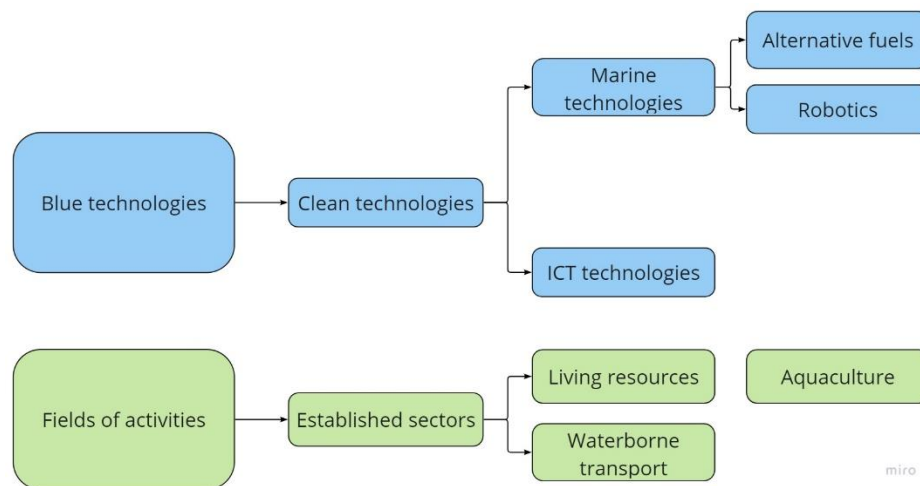 Alternative fuels
Marine
technologies
Robotics
Blue technologies
Clean technologies
ICT technologies
Living resources
Aquaculture
Fields of activities
Established sectors
Waterborne
transport
miro